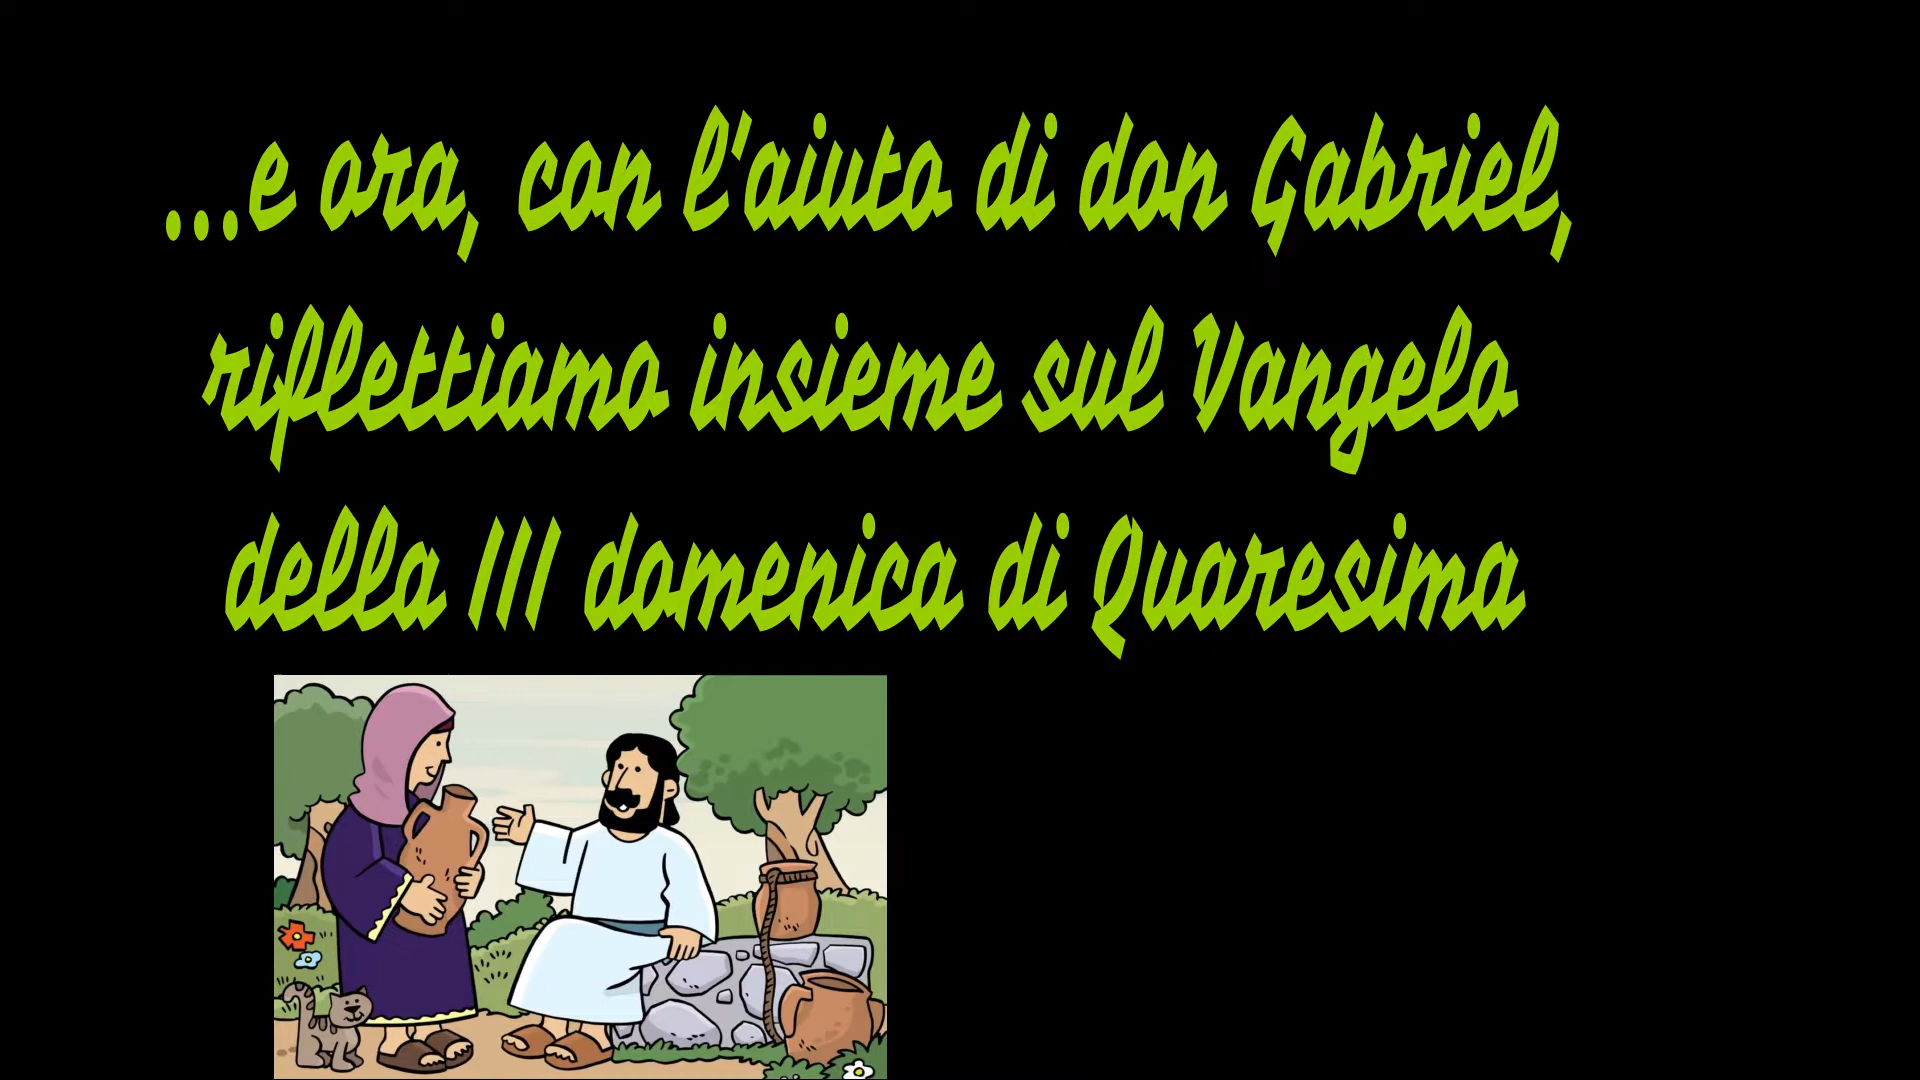 ...e ora, con l'aiuto di don Gabriel,
riflettiamo insieme sul Vangelo
della III domenica di Quaresima